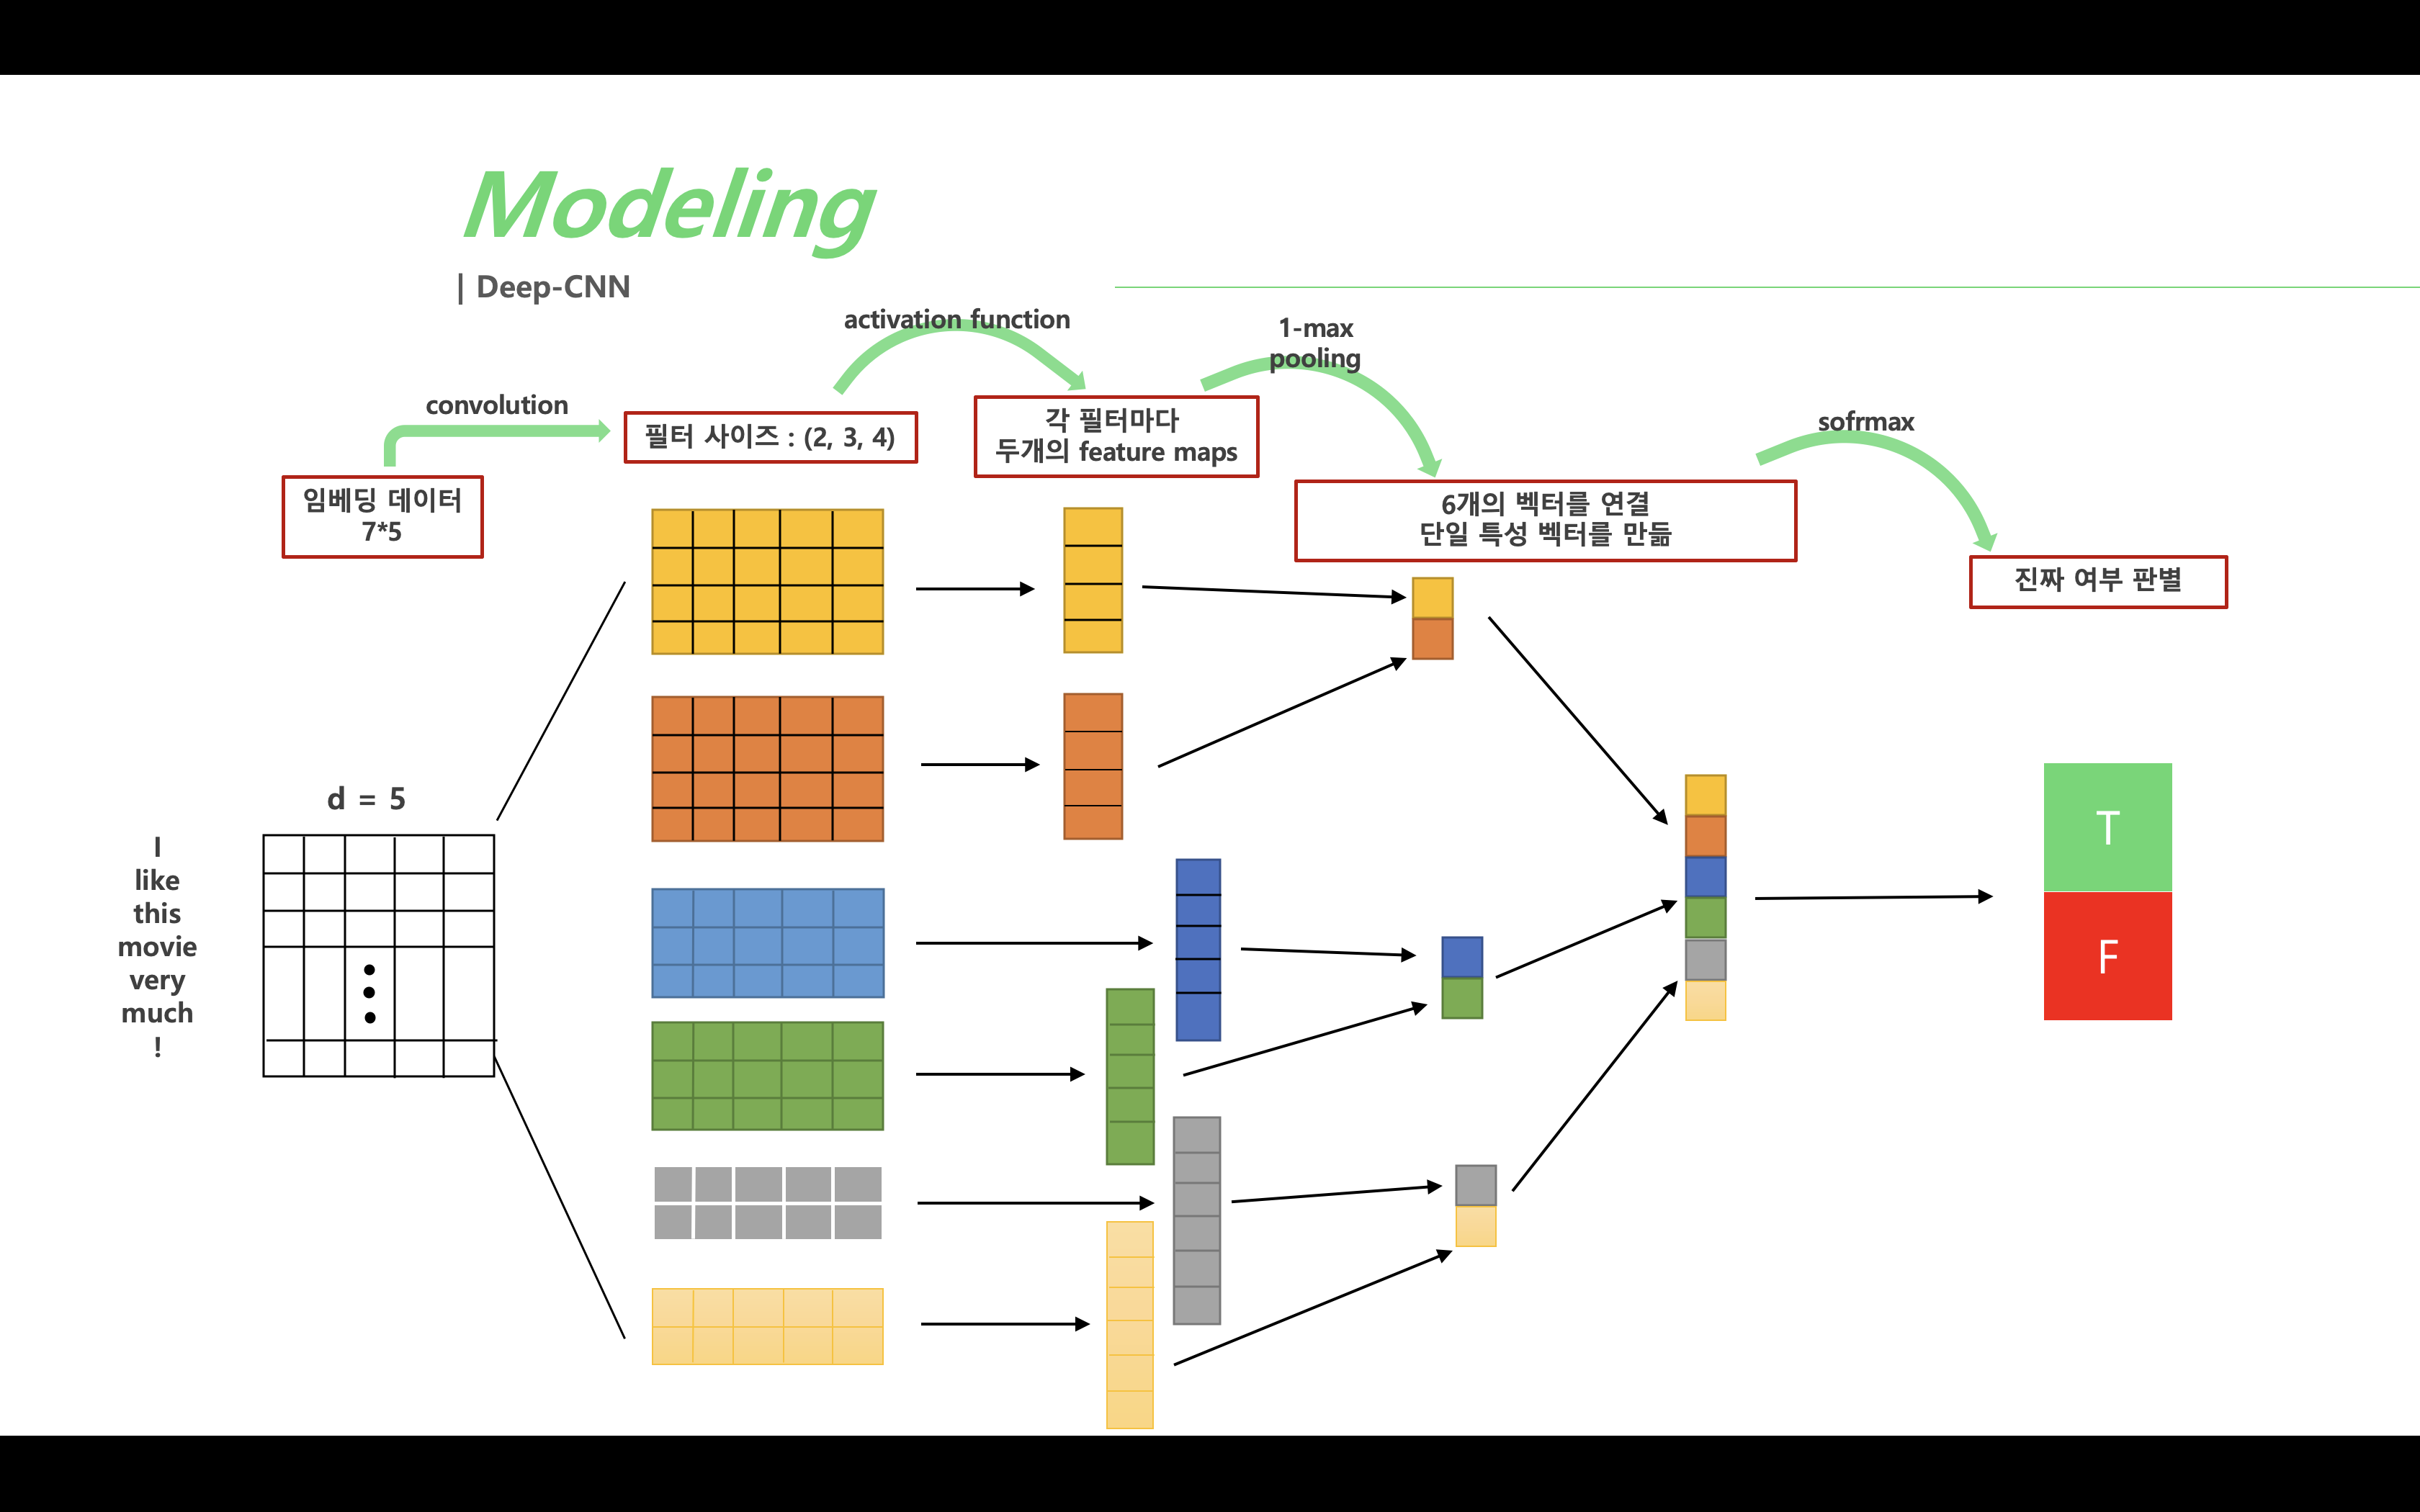 Modeling
| Deep-CNN
activation function
1-max
pooling
convolution
필터 사이즈 : (2, 3, 4)
각 필터마다
두개의 feature maps
sofrmax
임베딩 데이터
7*5
6개의 벡터를 연결
단일 특성 벡터를 만듦
진짜 여부 판별
d = 5
I
like
this
movie
very
much
!
T
F